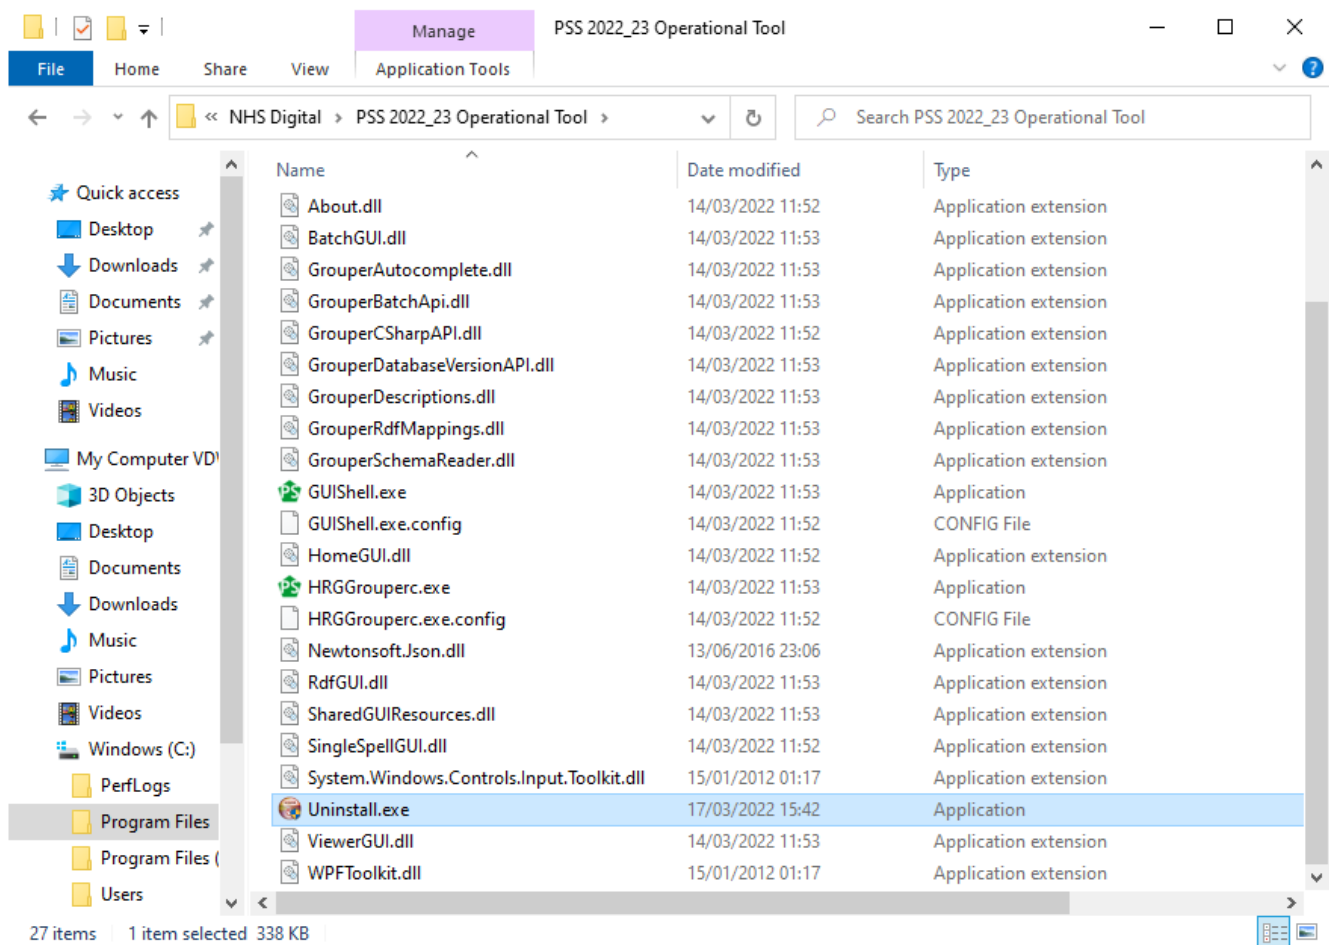 Manage
PSS 2022_23 Operational Tool
File Home Share View Application Tools
« NHS Digital > PSS 2022_23 Operational Tool >
Search PSS 2022_23 Operational Tool
Quick access
Desktop
Downloads
Documents
Pictures
Music
Videos
My Computer VD
3D Objects
Desktop
Documents
Downloads
Music
Pictures
Videos
Windows (C:)
PerfLogs
Program Files
Program Files (
Users
Name Date modified Type
About.dll 14/03/2022 11:52 Application extension
BatchGUI.dll 14/03/2022 11:53 Application extension
GrouperAutocomplete.dll 14/03/2022 11:53 Application extension
GrouperBatchApi.dll 14/03/2022 11:53 Application extension
GrouperCSharpAPI.dll 14/03/2022 11:52 Application extension
GrouperDatabaseVersionAPI.dll 14/03/2022 11:53 Application extension
GrouperDescriptions.dll 14/03/2022 11:53 Application extension
GrouperRdfMappings.dll 14/03/2022 11:53 Application extension
GrouperSchemaReader.dll 14/03/2022 11:53 Application extension
GUIShell.exe 14/03/2022 11:53 Application
GUIShell.exe.config 14/03/2022 11:52 CONFIG File
HomeGUI.dll 14/03/2022 11:52 Application extension
HRGGrouperc.exe 14/03/2022 11:53 Application
HRGGrouperc.exe.config 14/03/2022 11:52 CONFIG File
Newtonsoft.Json.dll 13/06/2016 23:06 Application extension
RdfGUI.dll 14/03/2022 11:53 Application extension
SharedGUIResources.dll 14/03/2022 11:53 Application extension
SingleSpellGUI.dll 14/03/2022 11:52 Application extension
System.Windows.Controls.Input.Toolkit.dll 15/01/2012 01:17 Application extension
Uninstall.exe 17/03/2022 15:42 Application
ViewerGUI.dll 14/03/2022 11:53 Application extension
WPFToolkit.dll 15/01/2012 01:17 Application extension
27 items 1 item selected 338 KB